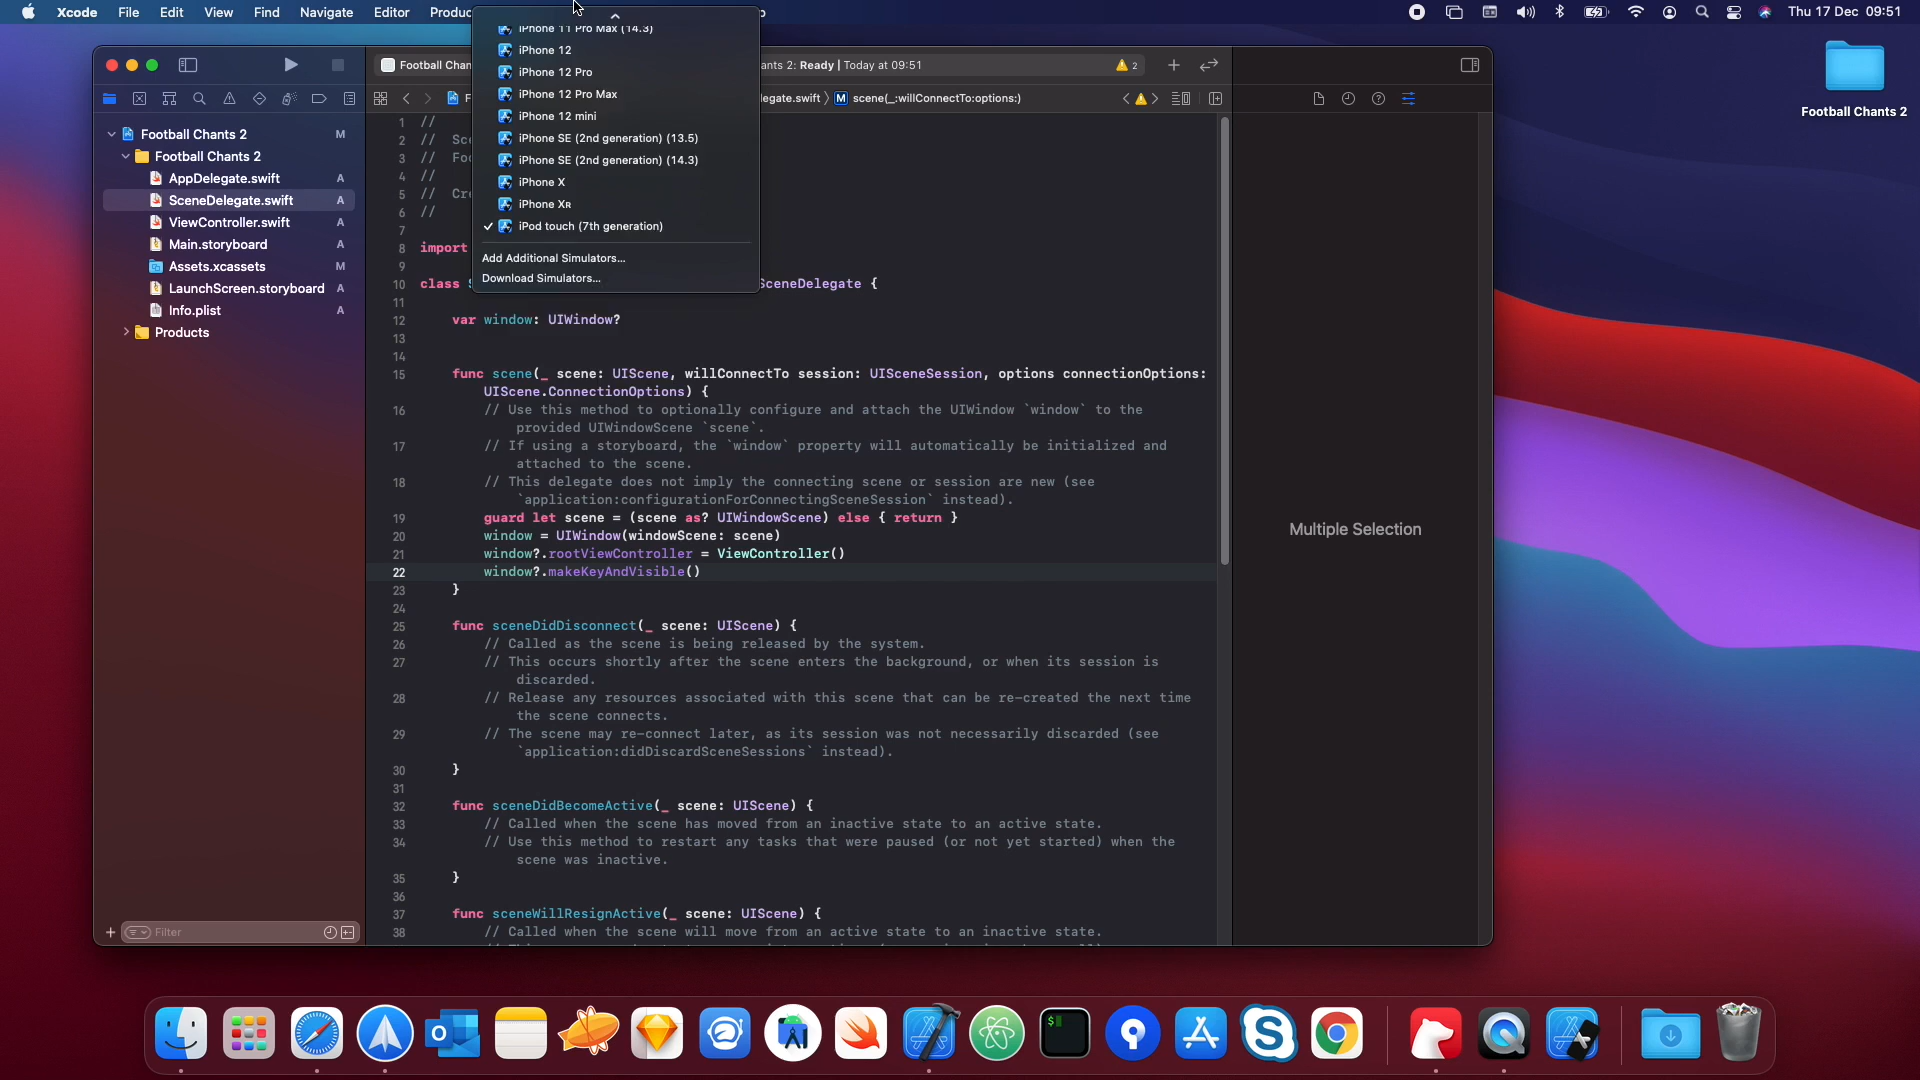 Xcode File Edit View Find Navigate Editor Thu 17 Dec 09:51
Football Chants 2
iPhone 11 Pro Max (14.3)
iPhone 12
iPhone 12 Pro
iPhone 12 Pro Max
iPhone 12 mini
iPhone SE (2nd generation) (13.5)
iPhone SE (2nd generation) (14.3)
iPhone X
iPhone XR
iPod touch (7th generation)
Add Additional Simulators...
Download Simulators...
Ready | Today at 09:51
2
scene(_:willConnectTo:options:)
Football Chants 2 M
Football Chants 2
AppDelegate.swift A
SceneDelegate.swift A
ViewController.swift A
Main.storyboard A
Assets.xcassets M
LaunchScreen.storyboard A
Info.plist A
Products
Filter
1 //
2 //
3 //
4 //
5 //
6 //
7
8 import
9
10 class SceneDelegate {
11
12 var window: UIWindow?
13
14
15 func scene(_ scene: UIScene, willConnectTo session: UISceneSession, options connectionOptions:
UIScene.ConnectionOptions) {
16 // Use this method to optionally configure and attach the UIWindow `window` to the
provided UIWindowScene `scene`.
17 // If using a storyboard, the `window` property will automatically be initialized and
attached to the scene.
18 // This delegate does not imply the connecting scene or session are new (see
`application:configurationForConnectingSceneSession` instead).
19 guard let scene = (scene as? UIWindowScene) else { return }
20 window = UIWindow(windowScene: scene)
21 window?.rootViewController = ViewController()
22 window?.makeKeyAndVisible()
23 }
24
25 func sceneDidDisconnect(_ scene: UIScene) {
26 // Called as the scene is being released by the system.
27 // This occurs shortly after the scene enters the background, or when its session is
discarded.
28 // Release any resources associated with this scene that can be re-created the next time
the scene connects.
29 // The scene may re-connect later, as its session was not necessarily discarded (see
`application:didDiscardSceneSessions` instead).
30 }
31
32 func sceneDidBecomeActive(_ scene: UIScene) {
33 // Called when the scene has moved from an inactive state to an active state.
34 // Use this method to restart any tasks that were paused (or not yet started) when the
scene was inactive.
35 }
36
37 func sceneWillResignActive(_ scene: UIScene) {
38 // Called when the scene will move from an active state to an inactive state.
Multiple Selection